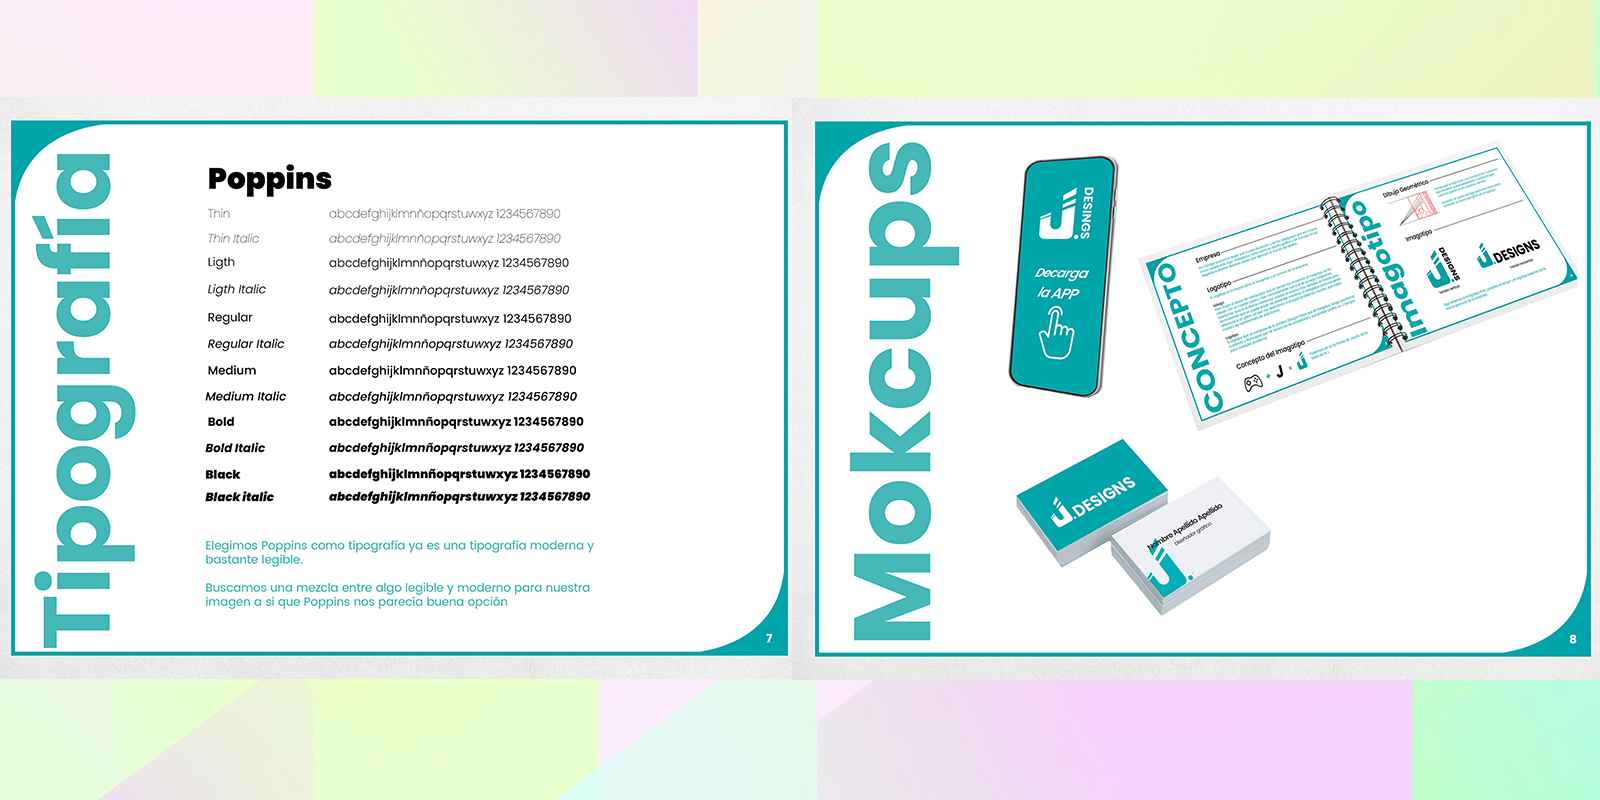 Tipografía
Poppins
Thin abcdefghijklmnñopqrstuwxyz 1234567890
Thin Italic abcdefghijklmnñopqrstuwxyz 1234567890
Ligth abcdefghijklmnñopqrstuwxyz 1234567890
Ligth Italic abcdefghijklmnñopqrstuwxyz 1234567890
Regular abcdefghijklmnñopqrstuwxyz 1234567890
Regular Italic abcdefghijklmnñopqrstuwxyz 1234567890
Medium abcdefghijklmnñopqrstuwxyz 1234567890
Medium Italic abcdefghijklmnñopqrstuwxyz 1234567890
Bold abcdefghijklmnñopqrstuwxyz 1234567890
Bold Italic abcdefghijklmnñopqrstuwxyz 1234567890
Black abcdefghijklmnñopqrstuwxyz 1234567890
Black italic abcdefghijklmnñopqrstuwxyz 1234567890
Elegimos Poppins como tipografía ya es una tipografía moderna y
bastante legible.
Buscamos una mezcla entre algo legible y moderno para nuestra
imagen a si que Poppins nos parecía buena opción
7
Mokcups
J.
DESINGS
Decarga
la APP
CONCEPTO
Empresa
Logotipo
Concepto del Imagotipo
+ J =
Imagotipo
Dibujo Geométrico
Imagotipo
J.
DESIGNS
J.DESIGNS
J.DESIGNS
Nombre Apellido Apellido
Diseñador gráfico
J.
8